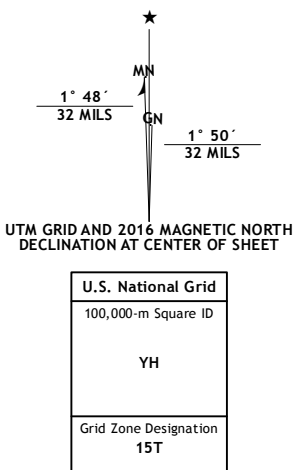 MN
1° 48´
32 MILS
GN
1° 50´
32 MILS
UTM GRID AND 2016 MAGNETIC NORTH
DECLINATION AT CENTER OF SHEET
U.S. National Grid
100,000-m Square ID
YH
Grid Zone Designation
15T